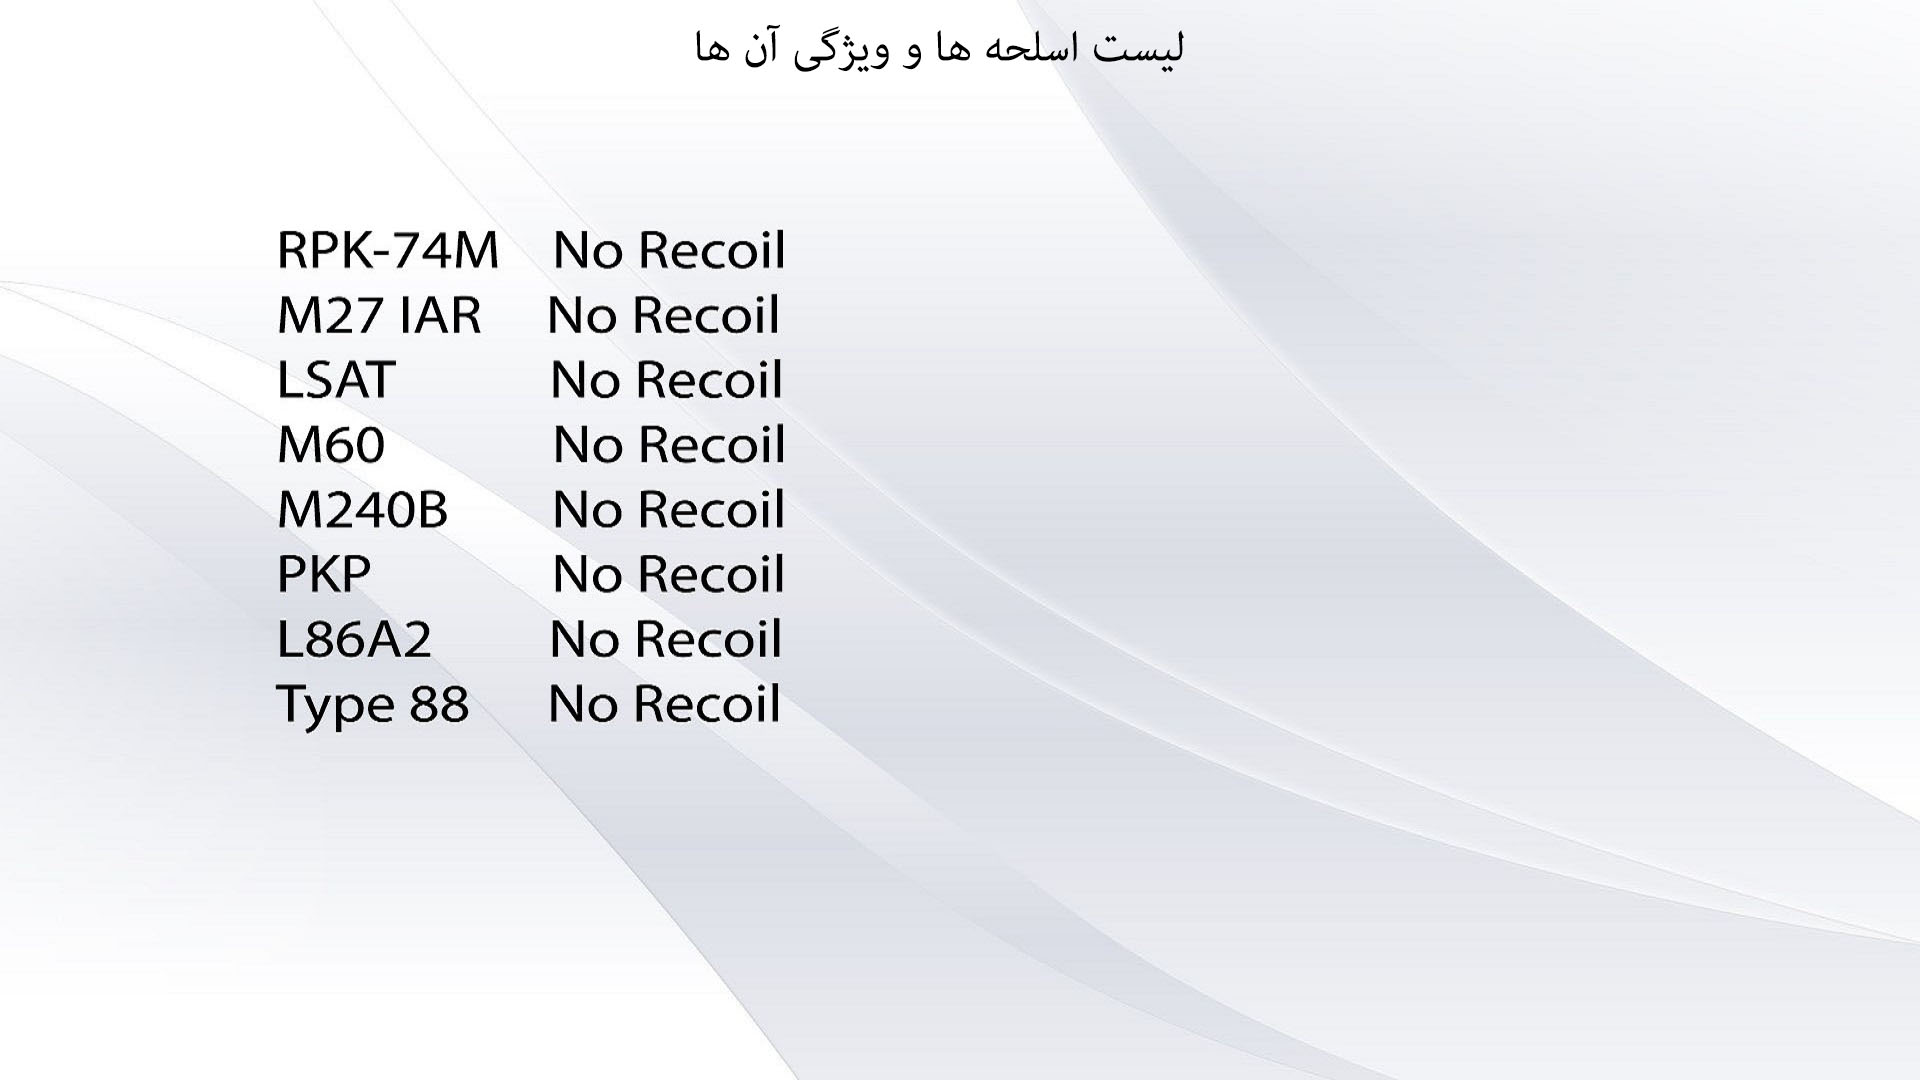 لیست اسلحه ها و ویژگی آن ها
RPK-74M No Recoil
M27 IAR No Recoil
LSAT No Recoil
M60 No Recoil
M240B No Recoil
PKP No Recoil
L86A2 No Recoil
Type 88 No Recoil